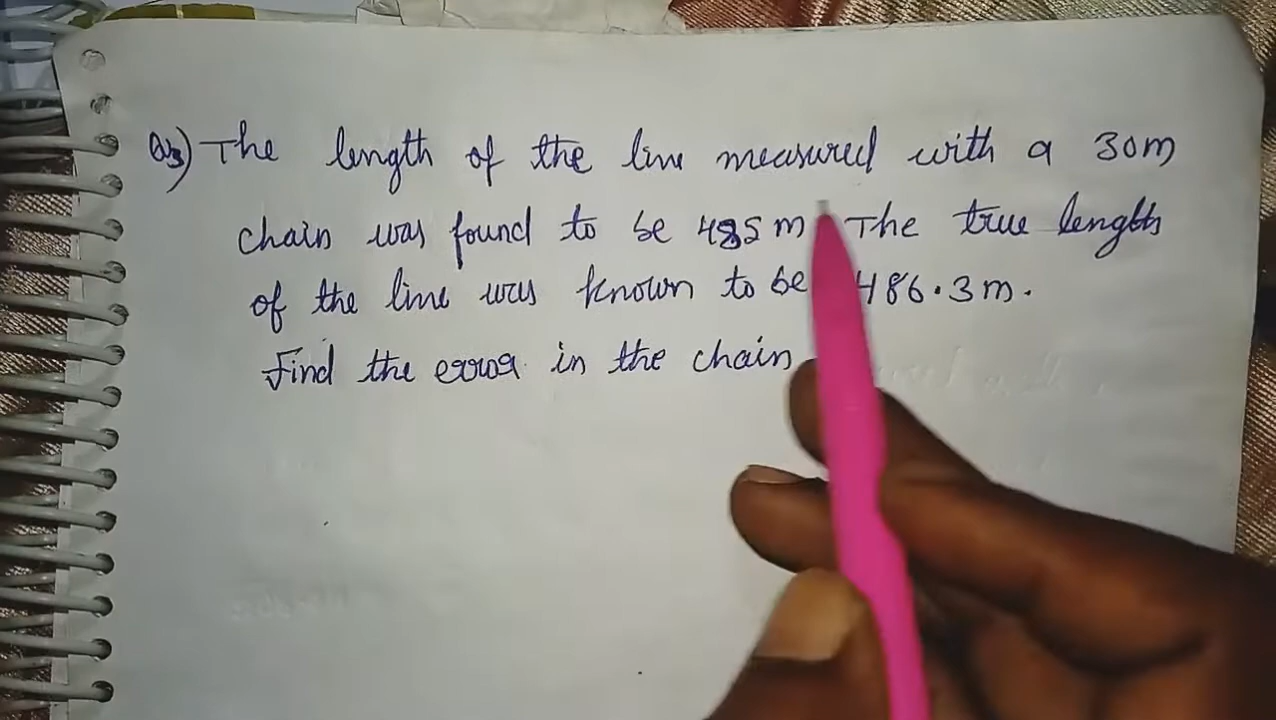 Q3) The length of the line measured with a 30m
chain was found to be 485 m. The true length
of the line was known to be 486.3m.
Find the error in the chain